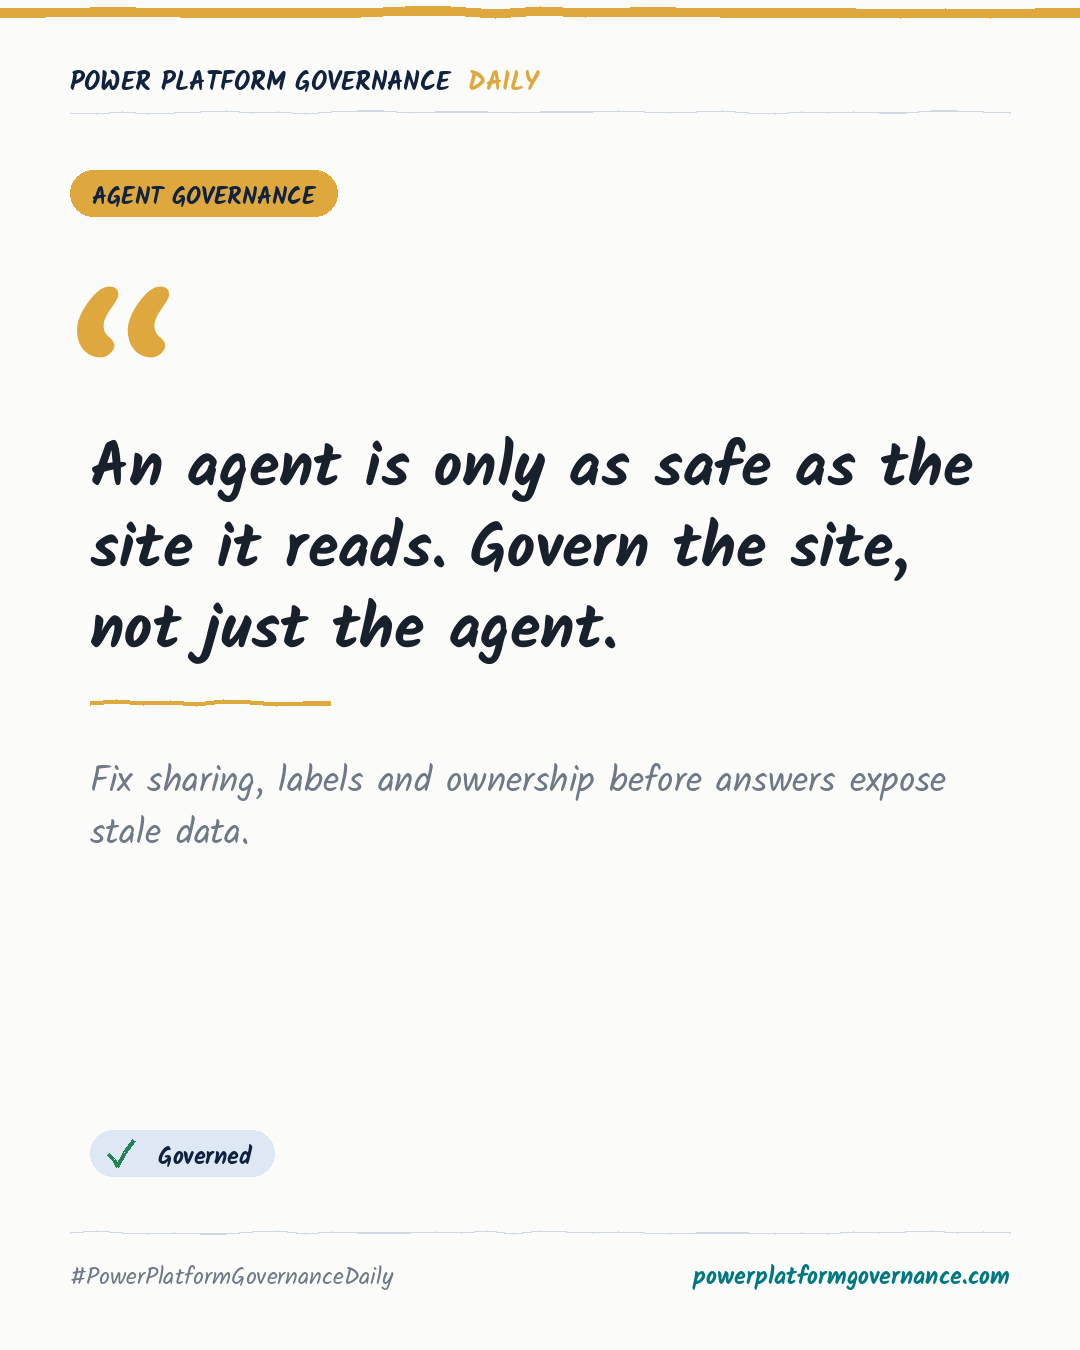 POWER PLATFORM GOVERNANCE DAILY
AGENT GOVERNANCE
“
An agent is only as safe as the
site it reads. Govern the site,
not just the agent.
Fix sharing, labels and ownership before answers expose
stale data.
✓ Governed
#PowerPlatformGovernanceDaily
powerplatformgovernance.com